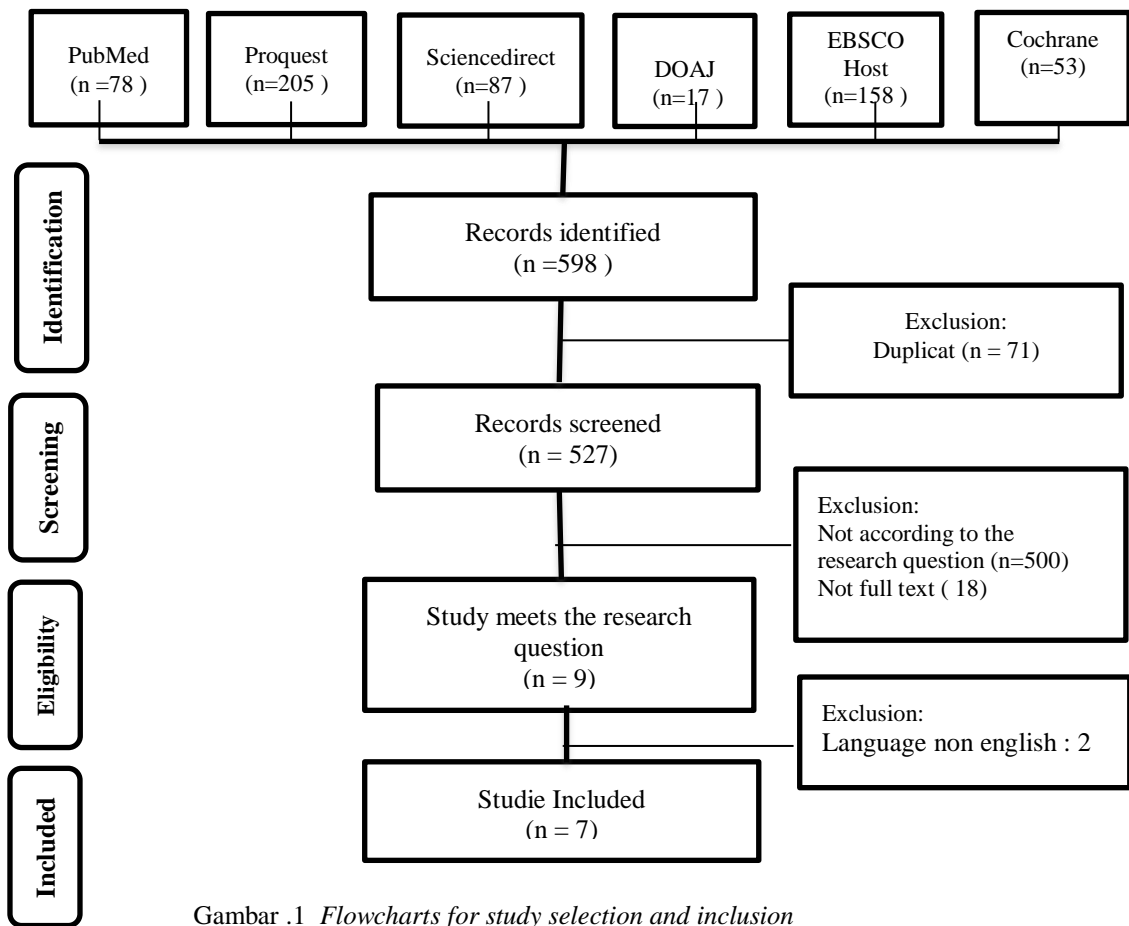 PubMed
(n =78 )
Proquest
(n=205 )
Sciencedirect
(n=87 )
DOAJ
(n=17 )
EBSCO
Host
(n=158 )
Cochrane
(n=53)
Identification
Records identified
(n =598 )
Exclusion:
Duplicat (n = 71)
Screening
Records screened
(n = 527)
Exclusion:
Not according to the
research question (n=500)
Not full text ( 18)
Eligibility
Study meets the research
question
(n = 9)
Exclusion:
Language non english : 2
Included
Studie Included
(n = 7)
Gambar .1 Flowcharts for study selection and inclusion